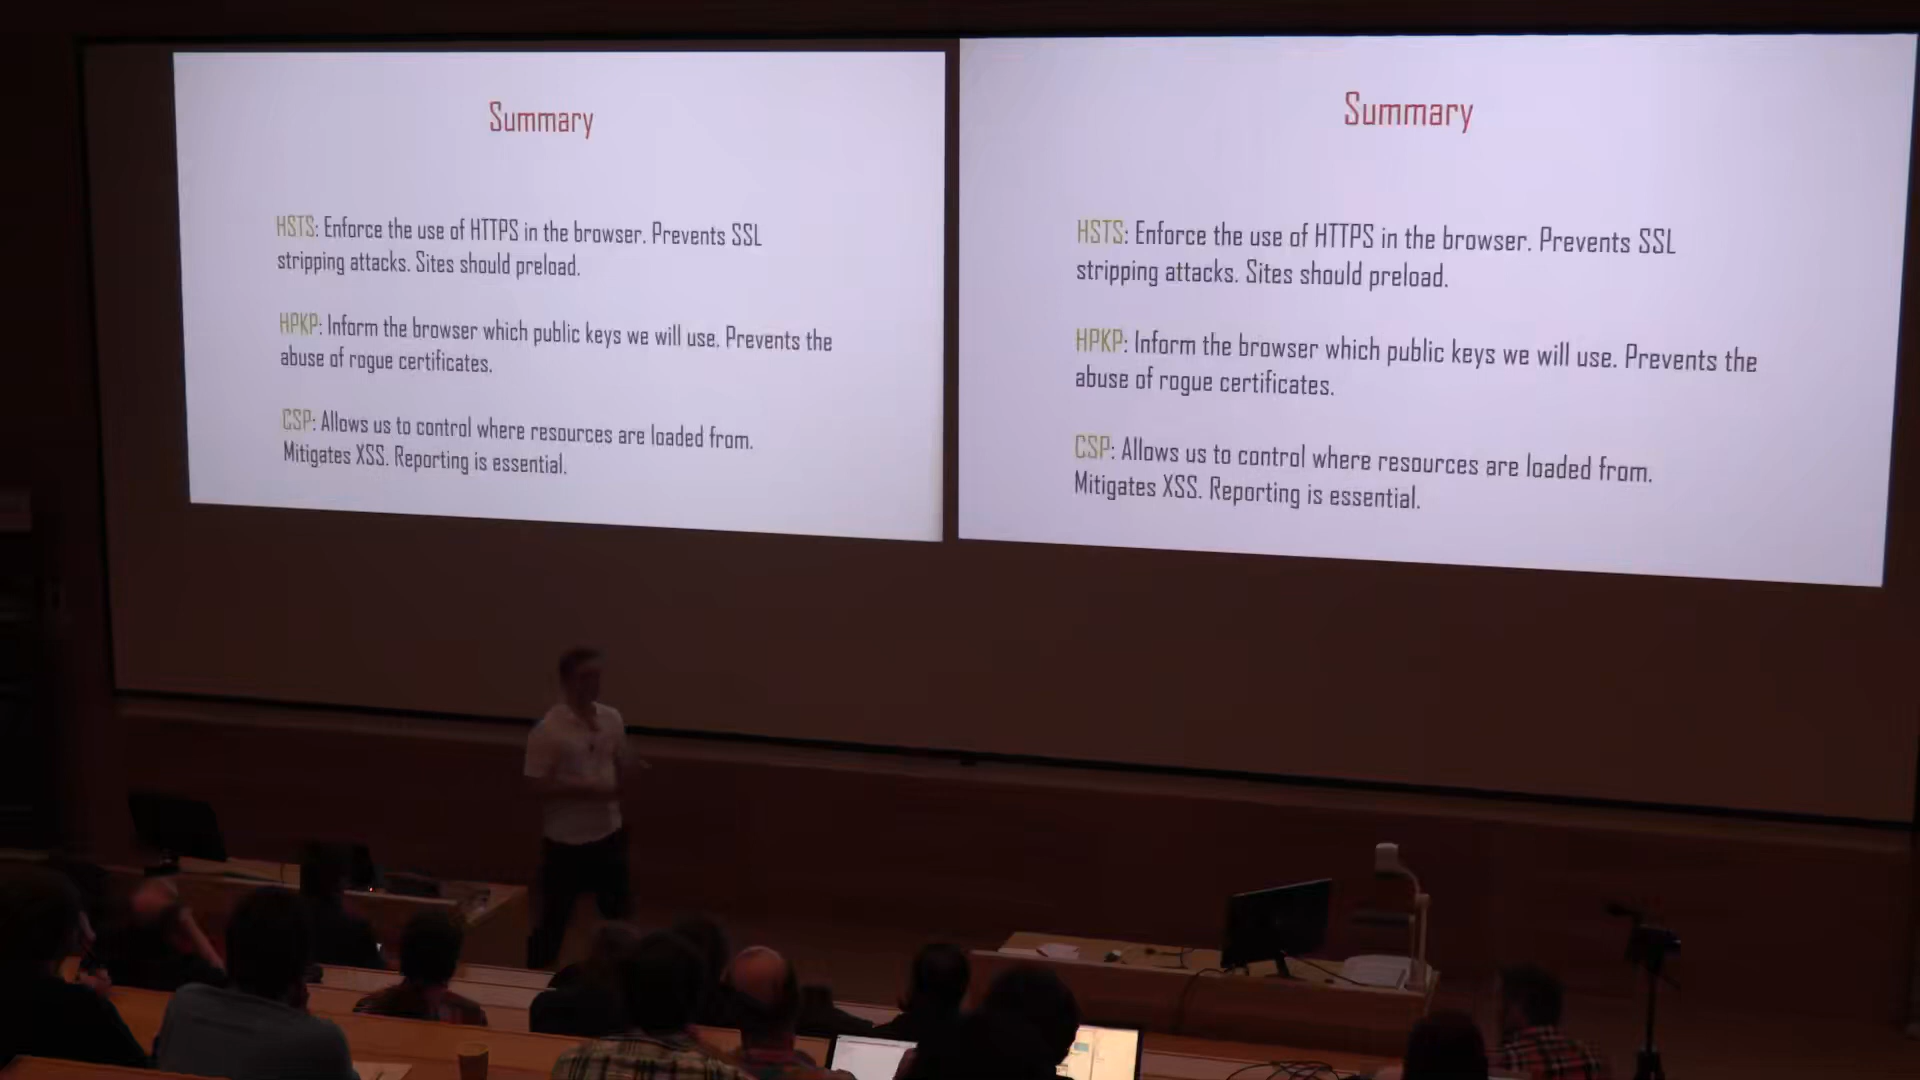 Summary
HSTS: Enforce the use of HTTPS in the browser. Prevents SSL
stripping attacks. Sites should preload.
HPKP: Inform the browser which public keys we will use. Prevents the
abuse of rogue certificates.
CSP: Allows us to control where resources are loaded from.
Mitigates XSS. Reporting is essential.
Summary
HSTS: Enforce the use of HTTPS in the browser. Prevents SSL
stripping attacks. Sites should preload.
HPKP: Inform the browser which public keys we will use. Prevents the
abuse of rogue certificates.
CSP: Allows us to control where resources are loaded from.
Mitigates XSS. Reporting is essential.